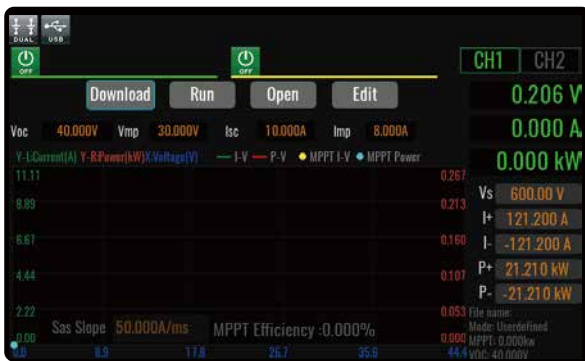 DUAL USB
OFF OFF
CH1 CH2
Download Run Open Edit
0.206 V
0.000 A
0.000 kW
Voc 40.000V Vmp 30.000V Isc 10.000A Imp 8.000A
Y-L:Current(A) Y-R:Power(kW) X:Voltage(V) I-V P-V MPPT I-V MPPT Power
11.11 0.267
8.89 0.213
6.67 0.160
4.44 0.107
2.22 0.053
0.00 0.000
Sas Slope 50.000A/ms MPPT Efficiency :0.000%
0.0 8.9 17.8 26.7 35.6 44.4
Vs 600.00 V
I+ 121.200 A
I- -121.200 A
P+ 21.210 kW
P- -21.210 kW
File name:
Mode: Userdefined
MPPT: 0.000kw
VOC: 40.000V